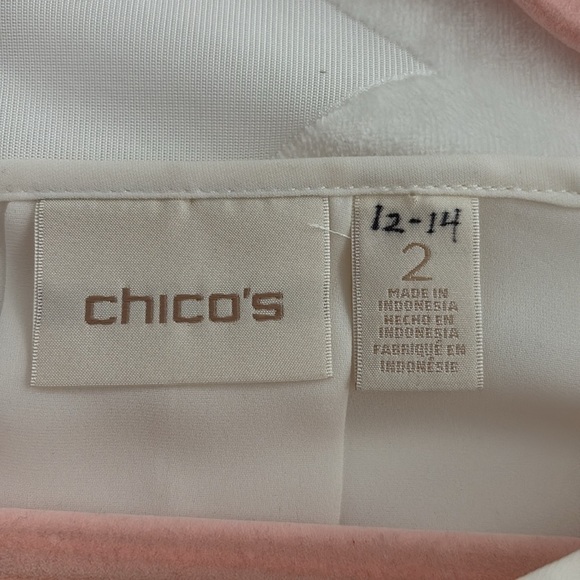 chico's
12-14
2
MADE IN
INDONESIA
HECHO EN
INDONESIA
FABRIQUÉ EN
INDONÉSIE